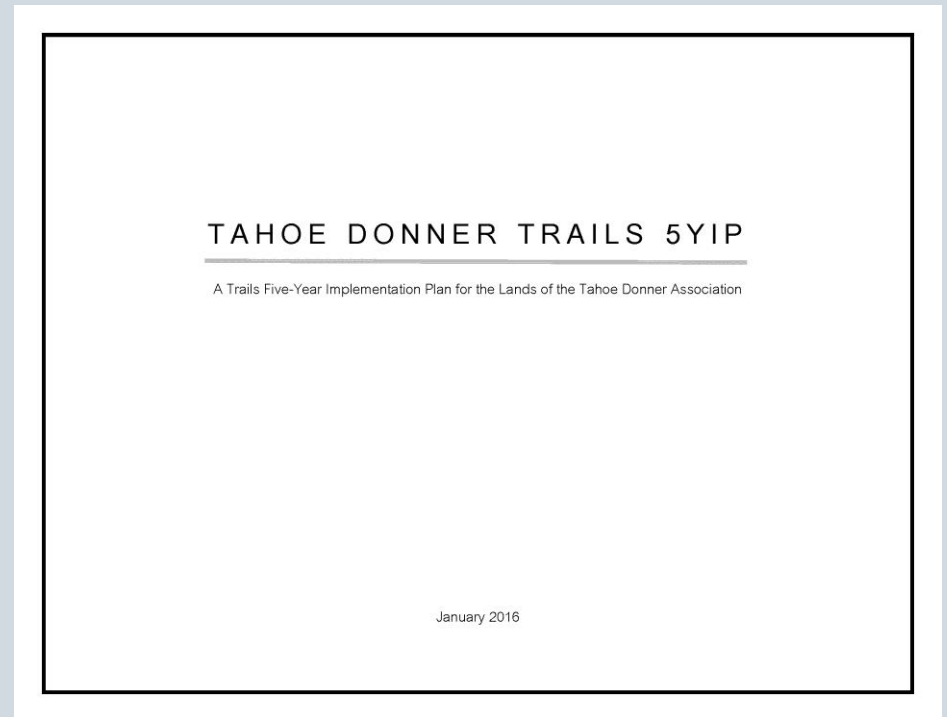 TAHOE DONNER TRAILS 5YIP
A Trails Five-Year Implementation Plan for the Lands of the Tahoe Donner Association
January 2016